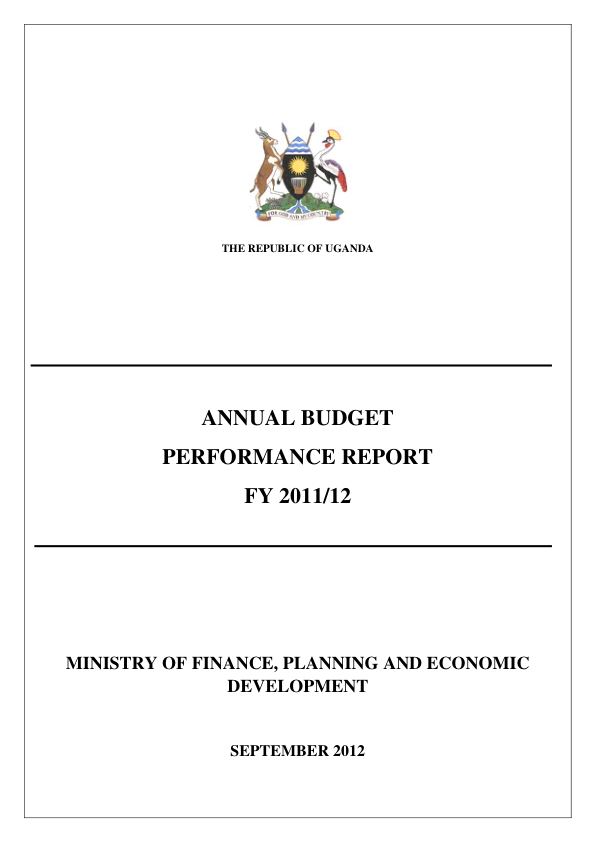 FOR GOD AND MY COUNTRY
THE REPUBLIC OF UGANDA
ANNUAL BUDGET
PERFORMANCE REPORT
FY 2011/12
MINISTRY OF FINANCE, PLANNING AND ECONOMIC
DEVELOPMENT
SEPTEMBER 2012